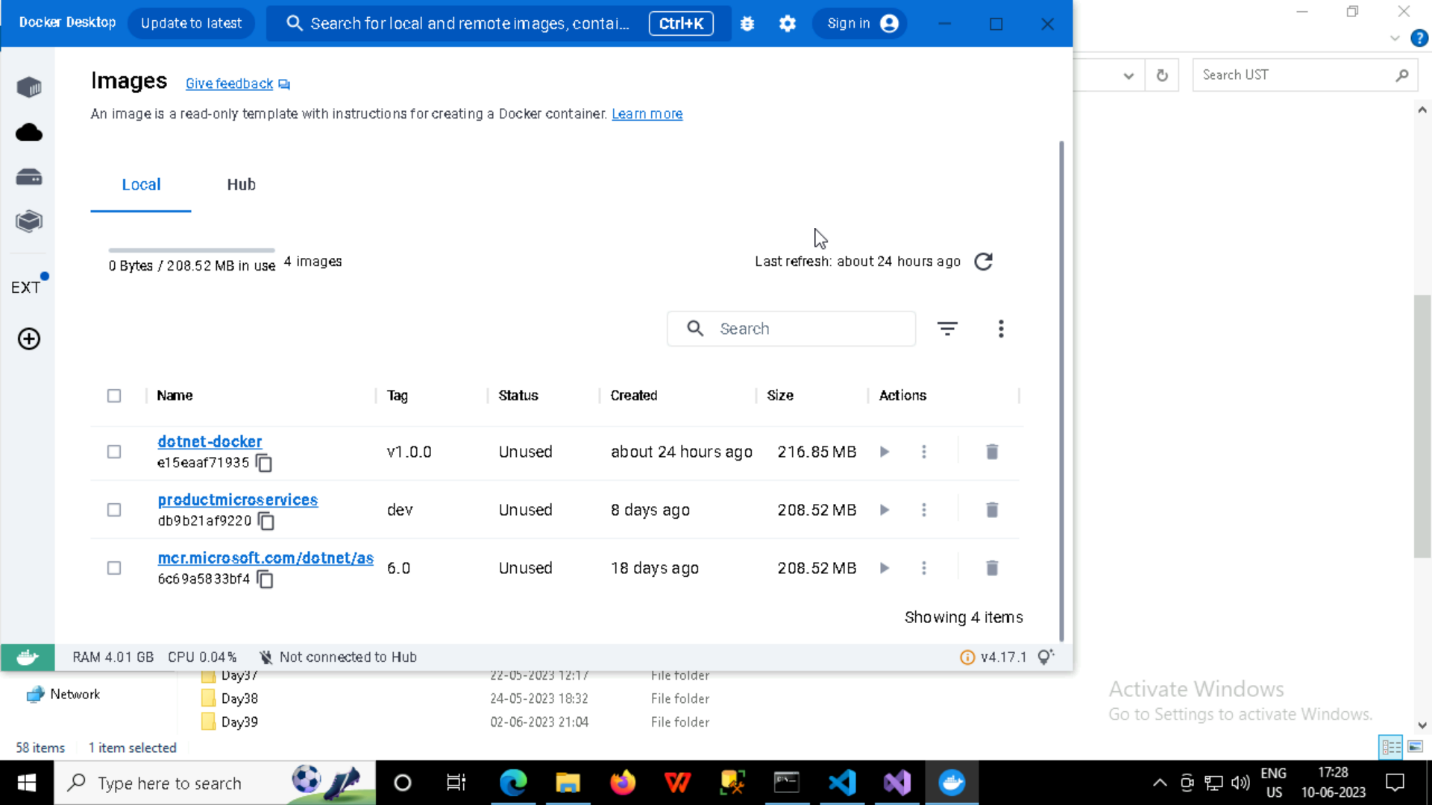 Docker Desktop
Update to latest
Search for local and remote images, contai...
Ctrl+K
Sign in
Search UST
Images
Give feedback
An image is a read-only template with instructions for creating a Docker container. Learn more
Local
Hub
EXT
0 Bytes / 208.52 MB in use
4 images
Last refresh: about 24 hours ago
Search
Name Tag Status Created Size Actions
dotnet-docker
e15eaaf71935
v1.0.0 Unused about 24 hours ago 216.85 MB
productmicroservices
db9b21af9220
dev Unused 8 days ago 208.52 MB
mcr.microsoft.com/dotnet/as
6c69a5833bf4
6.0 Unused 18 days ago 208.52 MB
Showing 4 items
RAM 4.01 GB CPU 0.04% Not connected to Hub
v4.17.1
Day37 22-05-2023 12:17 File folder
Network
Day38 24-05-2023 18:32 File folder
Day39 02-06-2023 21:04 File folder
Activate Windows
Go to Settings to activate Windows.
58 items 1 item selected
Type here to search
ENG
US
17:28
10-06-2023